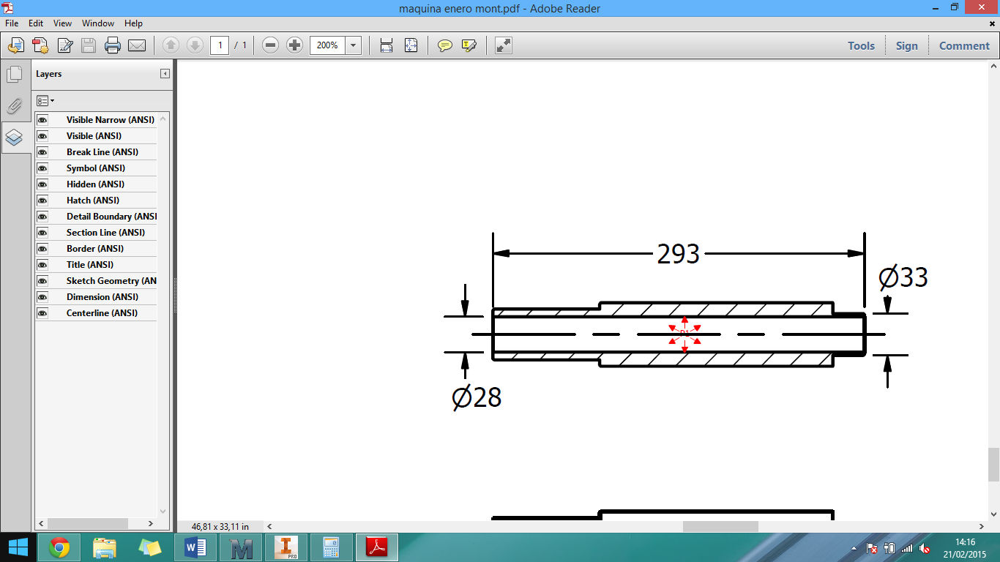 maquina enero mont.pdf - Adobe Reader
File Edit View Window Help
1 / 1 200% Tools Sign Comment
Layers
Visible Narrow (ANSI)
Visible (ANSI)
Break Line (ANSI)
Symbol (ANSI)
Hidden (ANSI)
Hatch (ANSI)
Detail Boundary (ANSI
Section Line (ANSI)
Border (ANSI)
Title (ANSI)
Sketch Geometry (AN
Dimension (ANSI)
Centerline (ANSI)
293
Ø33
Ø28
46,81 x 33,11 in
PRO
14:16
21/02/2015